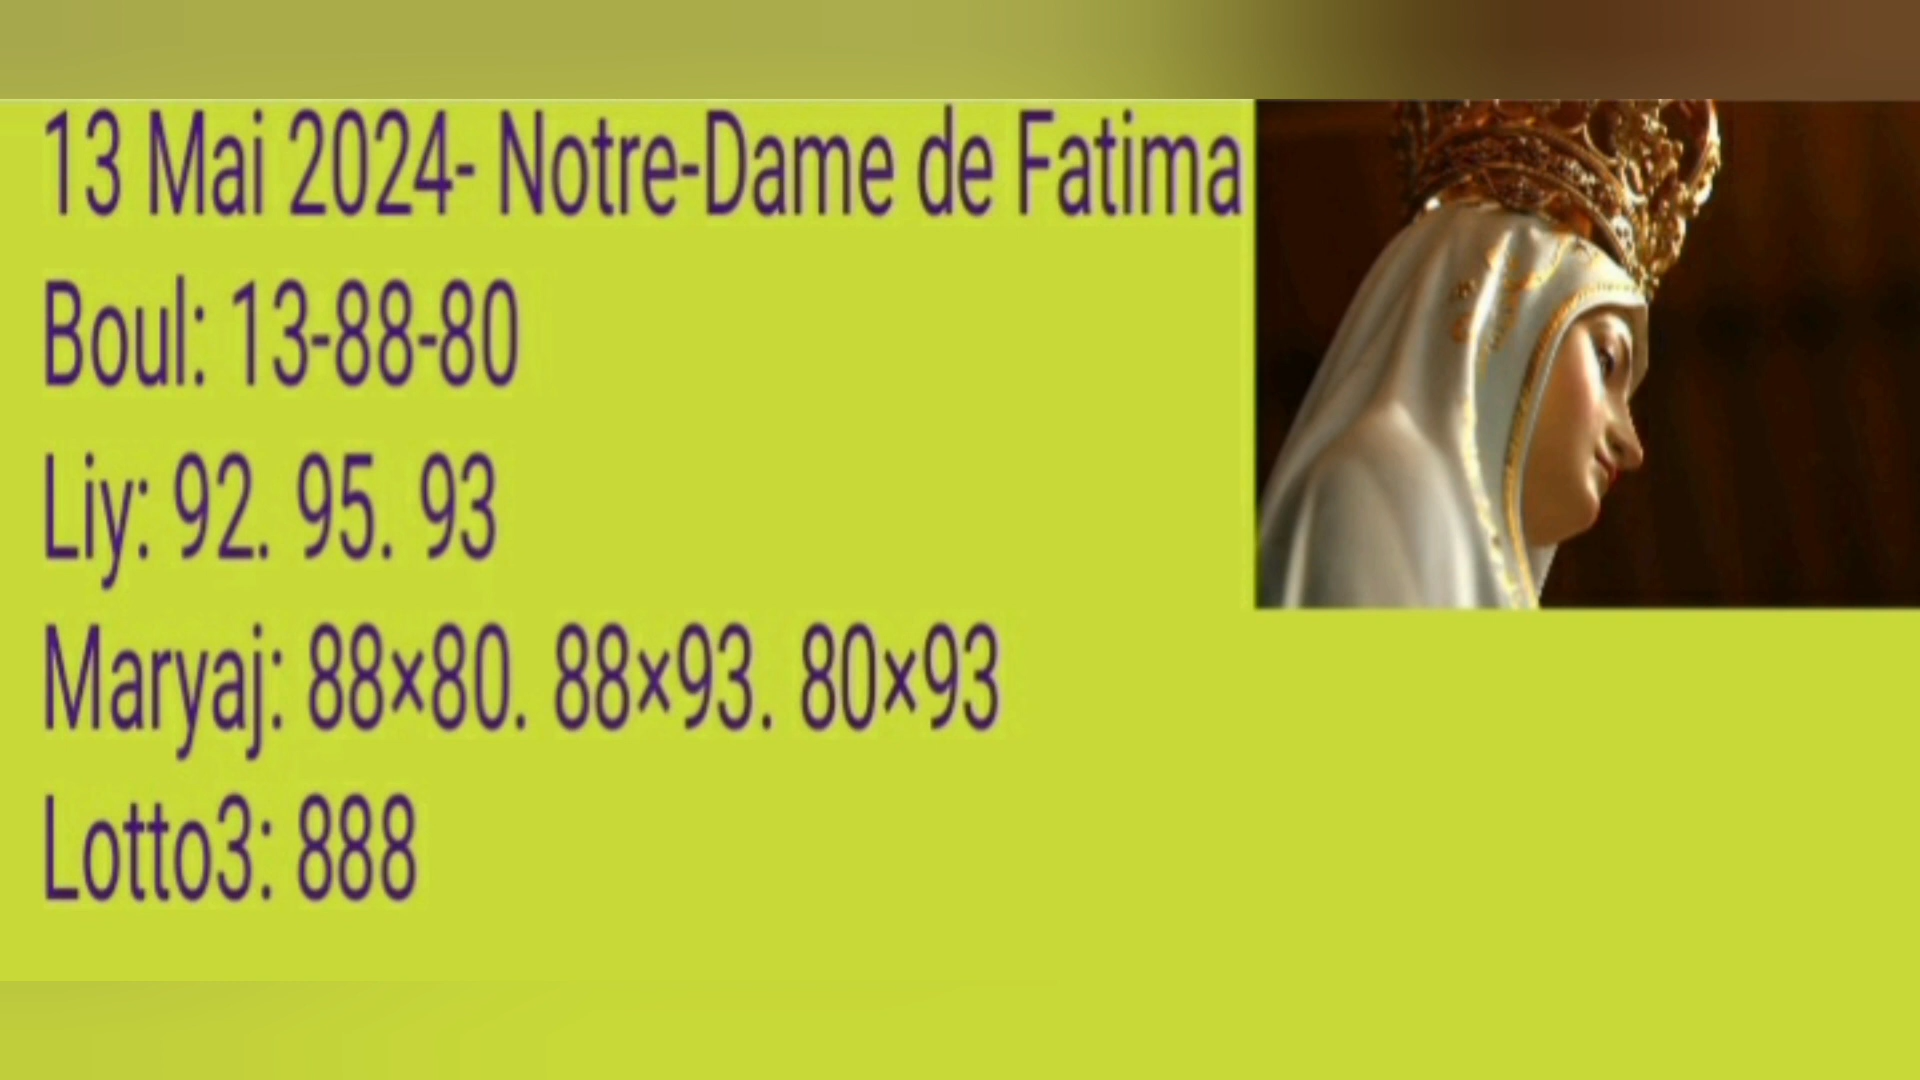 13 Mai 2024- Notre-Dame de Fatima
Boul: 13-88-80
Liy: 92. 95. 93
Maryaj: 88×80. 88×93. 80×93
Lotto3: 888